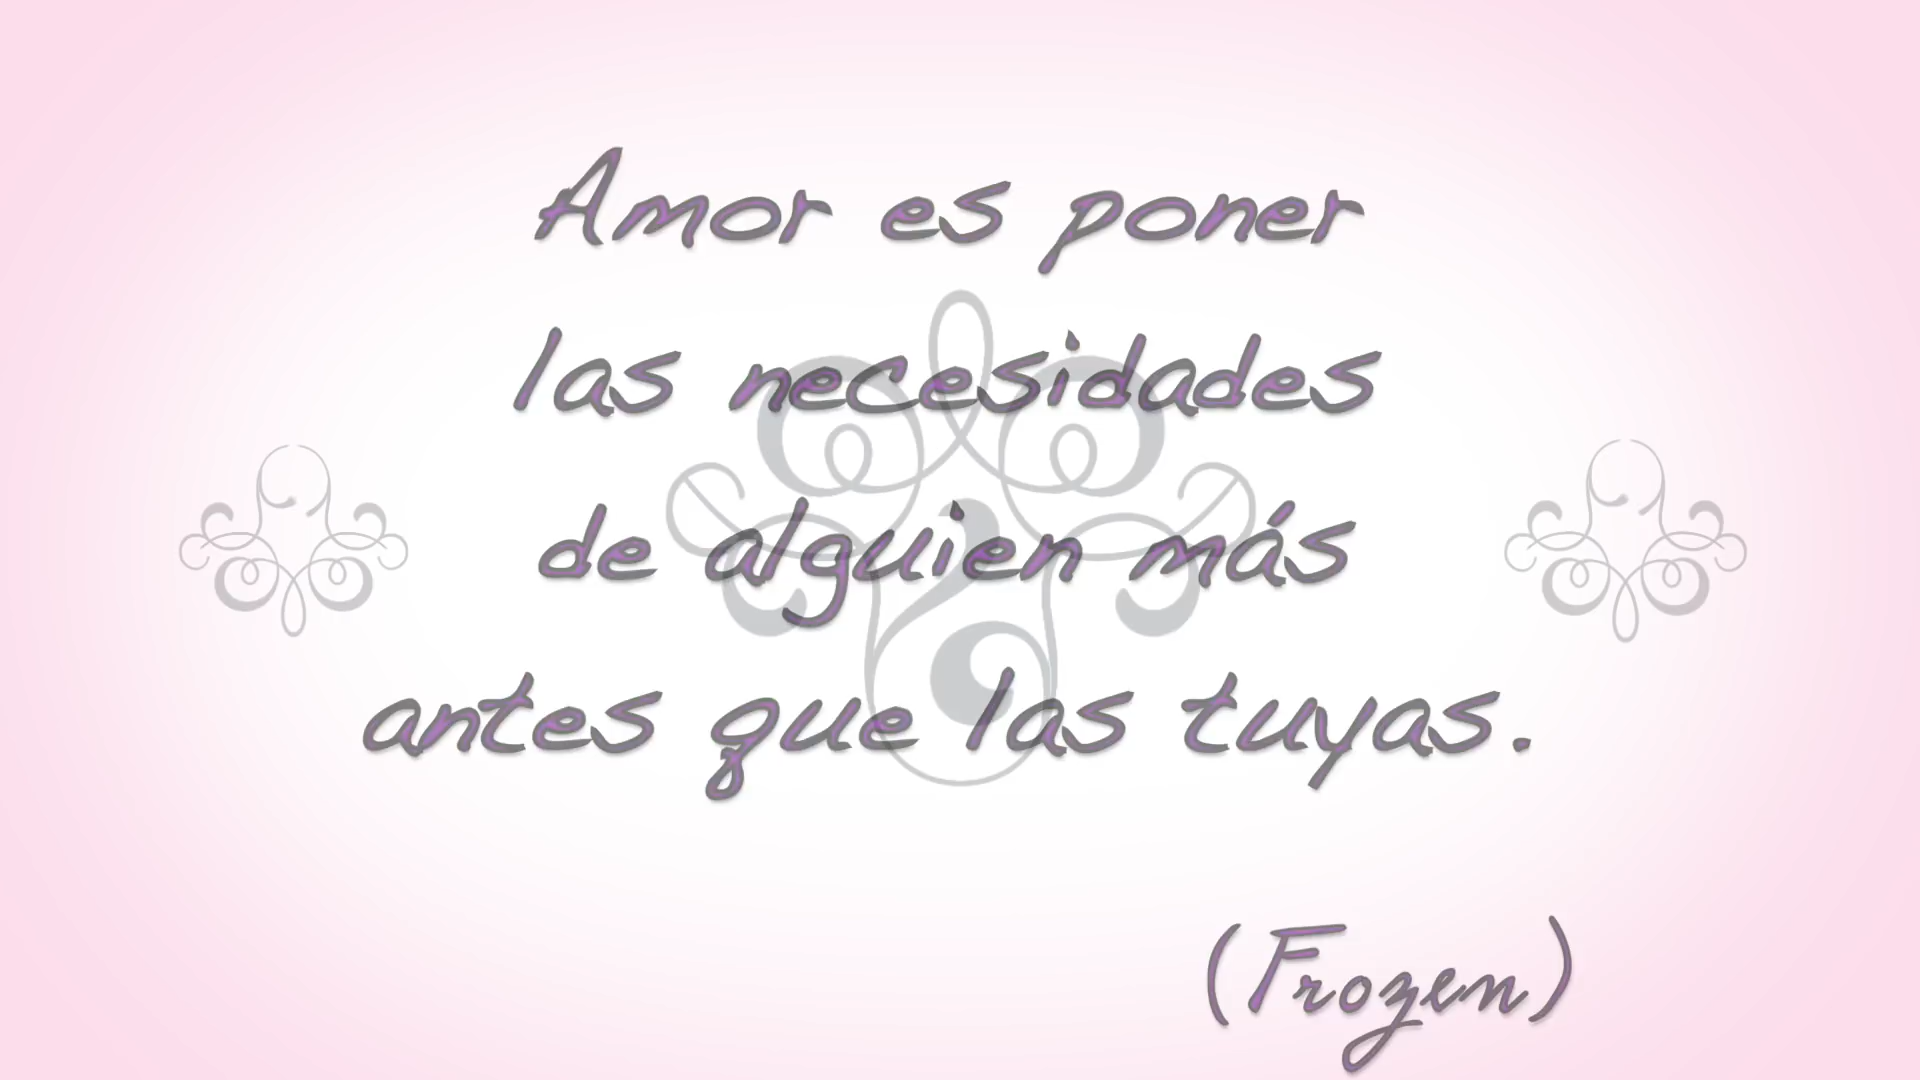 Amor es poner
las necesidades
de alguien más
antes que las tuyas.
(Frozen)